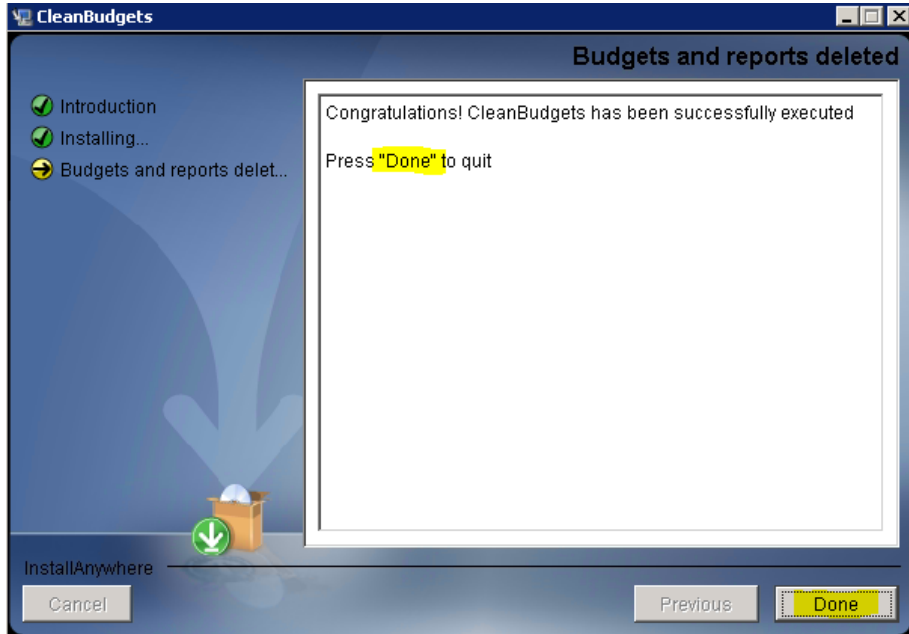 CleanBudgets
Budgets and reports deleted
Introduction
Installing...
Budgets and reports delet...
Congratulations! CleanBudgets has been successfully executed
Press "Done" to quit
InstallAnywhere
Cancel
Previous
Done